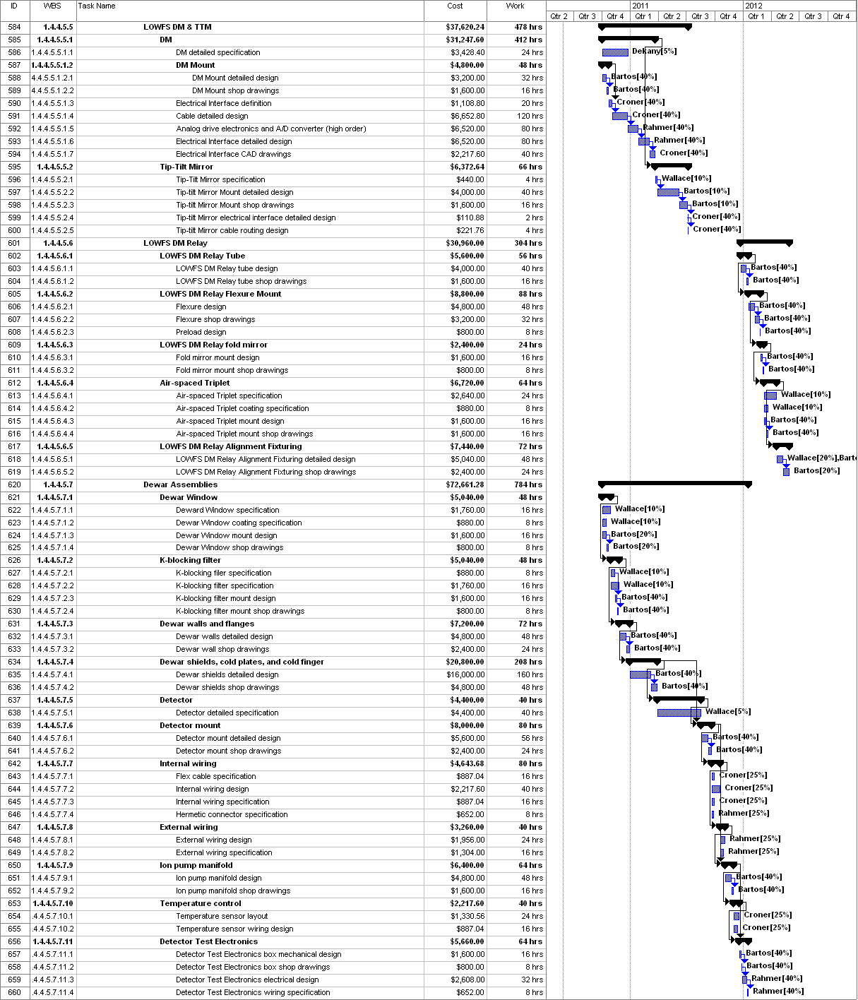 ID WBS Task Name Cost Work 2011 2012
Qtr 2 Qtr 3 Qtr 4 Qtr 1 Qtr 2 Qtr 3 Qtr 4 Qtr 1 Qtr 2 Qtr 3 Qtr 4
584 1.4.4.5.5 LOWFS DM & TTM $37,620.24 478 hrs
585 1.4.4.5.5.1 DM $31,247.60 412 hrs
586 1.4.4.5.5.1.1 DM detailed specification $3,428.40 24 hrs Dekany[5%]
587 1.4.4.5.5.1.2 DM Mount $4,800.00 48 hrs
588 4.4.5.5.1.2.1 DM Mount detailed design $3,200.00 32 hrs Bartos[40%]
589 4.4.5.5.1.2.2 DM Mount shop drawings $1,600.00 16 hrs Bartos[40%]
590 1.4.4.5.5.1.3 Electrical Interface definition $1,108.80 20 hrs Croner[40%]
591 1.4.4.5.5.1.4 Cable detailed design $6,652.80 120 hrs Croner[40%]
592 1.4.4.5.5.1.5 Analog drive electronics and A/D converter (high order) $6,520.00 80 hrs Rahmer[40%]
593 1.4.4.5.5.1.6 Electrical Interface detailed design $6,520.00 80 hrs Rahmer[40%]
594 1.4.4.5.5.1.7 Electrical Interface CAD drawings $2,217.60 40 hrs Croner[40%]
595 1.4.4.5.5.2 Tip-Tilt Mirror $6,372.64 66 hrs
596 1.4.4.5.5.2.1 Tip-Tilt Mirror specification $440.00 4 hrs Wallace[10%]
597 1.4.4.5.5.2.2 Tip-tilt Mirror Mount detailed design $4,000.00 40 hrs Bartos[10%]
598 1.4.4.5.5.2.3 Tip-tilt Mirror Mount shop drawings $1,600.00 16 hrs Bartos[10%]
599 1.4.4.5.5.2.4 Tip-tilt Mirror electrical interface detailed design $110.88 2 hrs Croner[40%]
600 1.4.4.5.5.2.5 Tip-tilt Mirror cable routing design $221.76 4 hrs Croner[40%]
601 1.4.4.5.6 LOWFS DM Relay $30,960.00 304 hrs
602 1.4.4.5.6.1 LOWFS DM Relay Tube $5,600.00 56 hrs
603 1.4.4.5.6.1.1 LOWFS DM Relay tube design $4,000.00 40 hrs Bartos[40%]
604 1.4.4.5.6.1.2 LOWFS DM Relay tube shop drawings $1,600.00 16 hrs Bartos[40%]
605 1.4.4.5.6.2 LOWFS DM Relay Flexure Mount $8,800.00 88 hrs
606 1.4.4.5.6.2.1 Flexure design $4,800.00 48 hrs Bartos[40%]
607 1.4.4.5.6.2.2 Flexure shop drawings $3,200.00 32 hrs Bartos[40%]
608 1.4.4.5.6.2.3 Preload design $800.00 8 hrs Bartos[40%]
609 1.4.4.5.6.3 LOWFS DM Relay fold mirror $2,400.00 24 hrs
610 1.4.4.5.6.3.1 Fold mirror mount design $1,600.00 16 hrs Bartos[40%]
611 1.4.4.5.6.3.2 Fold mirror mount shop drawings $800.00 8 hrs Bartos[40%]
612 1.4.4.5.6.4 Air-spaced Triplet $6,720.00 64 hrs
613 1.4.4.5.6.4.1 Air-spaced Triplet specification $2,640.00 24 hrs Wallace[10%]
614 1.4.4.5.6.4.2 Air-spaced Triplet coating specification $880.00 8 hrs Wallace[10%]
615 1.4.4.5.6.4.3 Air-spaced Triplet mount design $1,600.00 16 hrs Bartos[40%]
616 1.4.4.5.6.4.4 Air-spaced Triplet mount shop drawings $1,600.00 16 hrs Bartos[40%]
617 1.4.4.5.6.5 LOWFS DM Relay Alignment Fixturing $7,440.00 72 hrs
618 1.4.4.5.6.5.1 LOWFS DM Relay Alignment Fixturing detailed design $5,040.00 48 hrs Wallace[20%],Bart
619 1.4.4.5.6.5.2 LOWFS DM Relay Alignment Fixturing shop drawings $2,400.00 24 hrs Bartos[20%]
620 1.4.4.5.7 Dewar Assemblies $72,661.28 784 hrs
621 1.4.4.5.7.1 Dewar Window $5,040.00 48 hrs
622 1.4.4.5.7.1.1 Deward Window specification $1,760.00 16 hrs Wallace[10%]
623 1.4.4.5.7.1.2 Dewar Window coating specification $880.00 8 hrs Wallace[10%]
624 1.4.4.5.7.1.3 Dewar Window mount design $1,600.00 16 hrs Bartos[20%]
625 1.4.4.5.7.1.4 Dewar Window shop drawings $800.00 8 hrs Bartos[20%]
626 1.4.4.5.7.2 K-blocking filter $5,040.00 48 hrs
627 1.4.4.5.7.2.1 K-blocking filer specification $880.00 8 hrs Wallace[10%]
628 1.4.4.5.7.2.2 K-blocking filter specification $1,760.00 16 hrs Wallace[10%]
629 1.4.4.5.7.2.3 K-blocking filter mount design $1,600.00 16 hrs Bartos[40%]
630 1.4.4.5.7.2.4 K-blocking filter mount shop drawings $800.00 8 hrs Bartos[40%]
631 1.4.4.5.7.3 Dewar walls and flanges $7,200.00 72 hrs
632 1.4.4.5.7.3.1 Dewar walls detailed design $4,800.00 48 hrs Bartos[40%]
633 1.4.4.5.7.3.2 Dewar wall shop drawings $2,400.00 24 hrs Bartos[40%]
634 1.4.4.5.7.4 Dewar shields, cold plates, and cold finger $20,800.00 208 hrs
635 1.4.4.5.7.4.1 Dewar shields detailed design $16,000.00 160 hrs Bartos[40%]
636 1.4.4.5.7.4.2 Dewar shields shop drawings $4,800.00 48 hrs Bartos[40%]
637 1.4.4.5.7.5 Detector $4,400.00 40 hrs
638 1.4.4.5.7.5.1 Detector detailed specification $4,400.00 40 hrs Wallace[5%]
639 1.4.4.5.7.6 Detector mount $8,000.00 80 hrs
640 1.4.4.5.7.6.1 Detector mount detailed design $5,600.00 56 hrs Bartos[40%]
641 1.4.4.5.7.6.2 Detector mount shop drawings $2,400.00 24 hrs Bartos[40%]
642 1.4.4.5.7.7 Internal wiring $4,643.68 80 hrs
643 1.4.4.5.7.7.1 Flex cable specification $887.04 16 hrs Croner[25%]
644 1.4.4.5.7.7.2 Internal wiring design $2,217.60 40 hrs Croner[25%]
645 1.4.4.5.7.7.3 Internal wiring specification $887.04 16 hrs Croner[25%]
646 1.4.4.5.7.7.4 Hermetic connector specification $652.00 8 hrs Rahmer[25%]
647 1.4.4.5.7.8 External wiring $3,260.00 40 hrs
648 1.4.4.5.7.8.1 External wiring design $1,956.00 24 hrs Rahmer[25%]
649 1.4.4.5.7.8.2 External wiring specification $1,304.00 16 hrs Rahmer[25%]
650 1.4.4.5.7.9 Ion pump manifold $6,400.00 64 hrs
651 1.4.4.5.7.9.1 Ion pump manifold design $4,800.00 48 hrs Bartos[40%]
652 1.4.4.5.7.9.2 Ion pump manifold shop drawings $1,600.00 16 hrs Bartos[40%]
653 1.4.4.5.7.10 Temperature control $2,217.60 40 hrs
654 .4.4.5.7.10.1 Temperature sensor layout $1,330.56 24 hrs Croner[25%]
655 .4.4.5.7.10.2 Temperature sensor wiring design $887.04 16 hrs Croner[25%]
656 1.4.4.5.7.11 Detector Test Electronics $5,660.00 64 hrs
657 .4.4.5.7.11.1 Detector Test Electronics box mechanical design $1,600.00 16 hrs Bartos[40%]
658 .4.4.5.7.11.2 Detector Test Electronics box shop drawings $800.00 8 hrs Bartos[40%]
659 .4.4.5.7.11.3 Detector Test Electronics electrical design $2,608.00 32 hrs Rahmer[40%]
660 .4.4.5.7.11.4 Detector Test Electronics wiring specification $652.00 8 hrs Rahmer[40%]